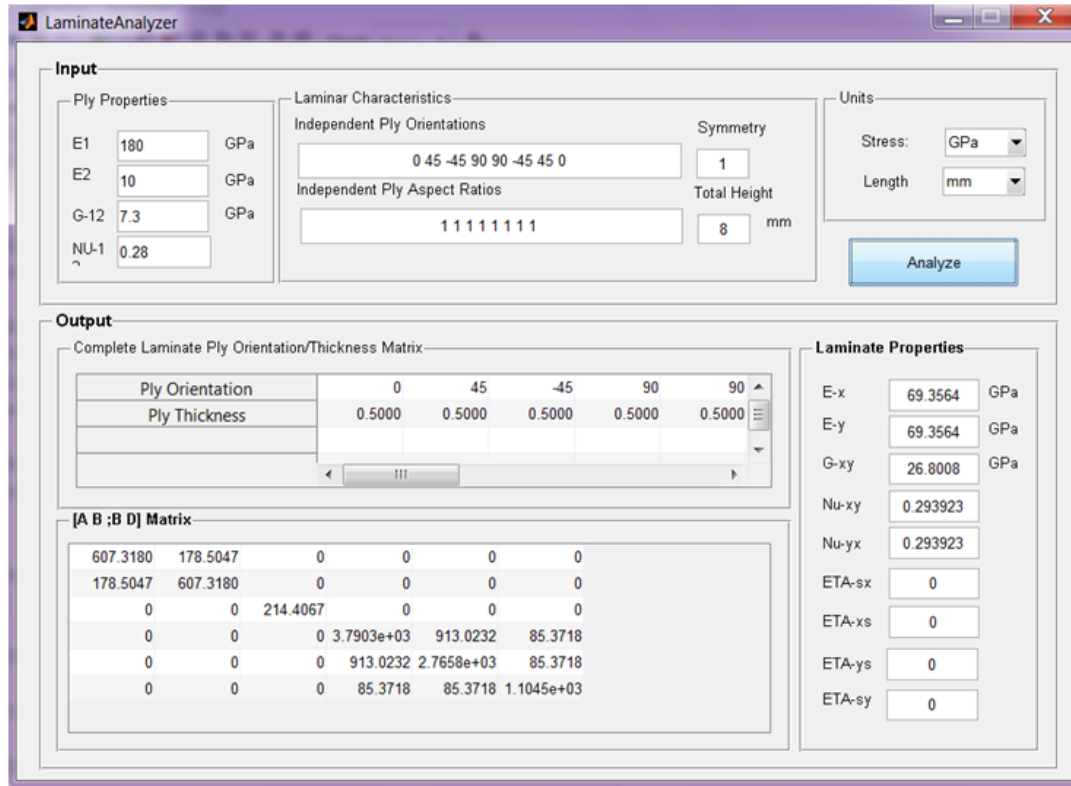 LaminateAnalyzer
Input
Ply Properties
E1 180 GPa
E2 10 GPa
G-12 7.3 GPa
NU-1 0.28
Laminar Characteristics
Independent Ply Orientations
0 45 -45 90 90 -45 45 0
Independent Ply Aspect Ratios
1 1 1 1 1 1 1 1
Symmetry
1
Total Height
8 mm
Units
Stress: GPa
Length mm
Analyze
Output
Complete Laminate Ply Orientation/Thickness Matrix
Ply Orientation 0 45 -45 90 90
Ply Thickness 0.5000 0.5000 0.5000 0.5000 0.5000
[A B ;B D] Matrix
607.3180 178.5047 0 0 0 0
178.5047 607.3180 0 0 0 0
0 0 214.4067 0 0 0
0 0 0 3.7903e+03 913.0232 85.3718
0 0 0 913.0232 2.7658e+03 85.3718
0 0 0 85.3718 85.3718 1.1045e+03
Laminate Properties
E-x 69.3564 GPa
E-y 69.3564 GPa
G-xy 26.8008 GPa
Nu-xy 0.293923
Nu-yx 0.293923
ETA-sx 0
ETA-xs 0
ETA-ys 0
ETA-sy 0